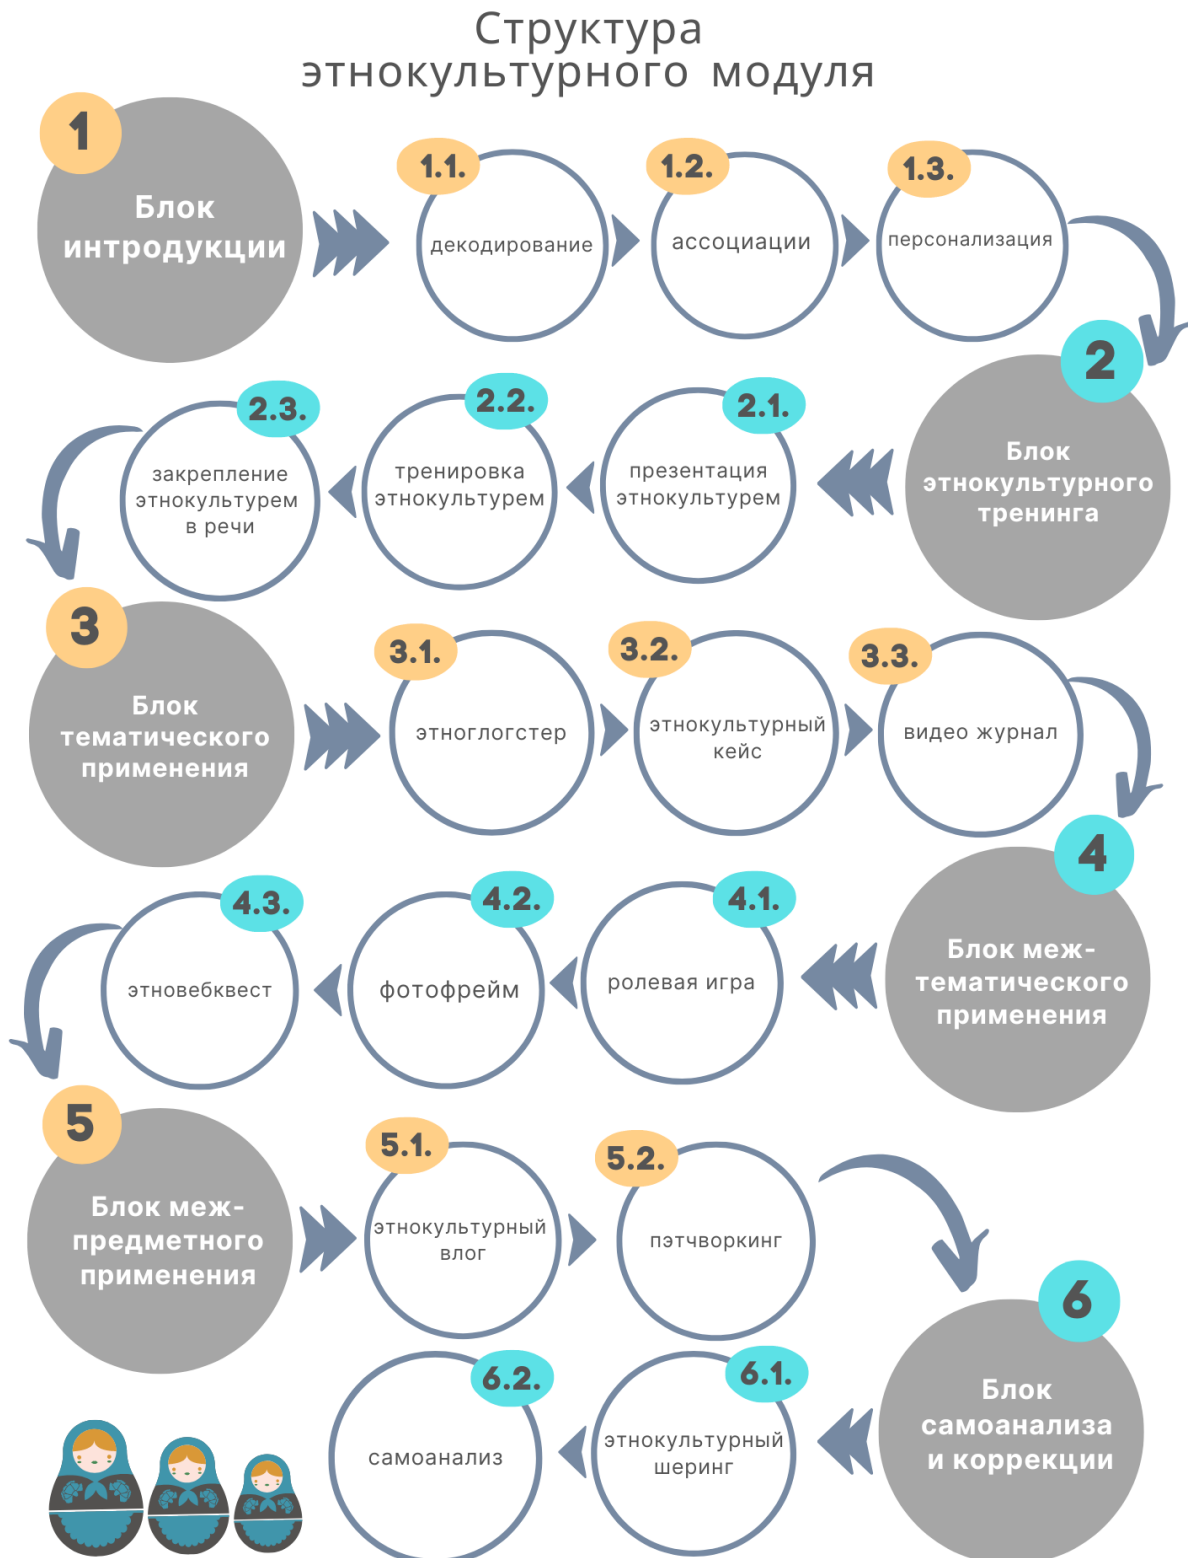 Структура
этнокультурного модуля
1
Блок
интродукции
1.1.
декодирование
1.2.
ассоциации
1.3.
персонализация
2
Блок
этнокультурного
тренинга
2.1.
презентация
этнокультурем
2.2.
тренировка
этнокультурем
2.3.
закрепление
этнокультурем
в речи
3
Блок
тематического
применения
3.1.
этноглогстер
3.2.
этнокультурный
кейс
3.3.
видео журнал
4
Блок меж-
тематического
применения
4.1.
ролевая игра
4.2.
фотофрейм
4.3.
этновебквест
5
Блок меж-
предметного
применения
5.1.
этнокультурный
влог
5.2.
пэтчворкинг
6
Блок
самоанализа
и коррекции
6.1.
этнокультурный
шеринг
6.2.
самоанализ